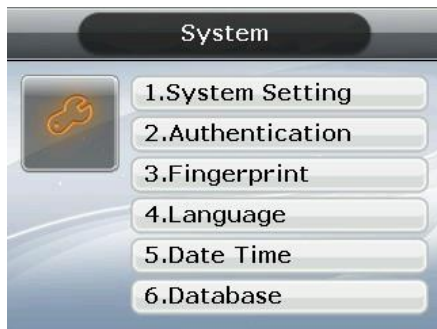 System
1.System Setting
2.Authentication
3.Fingerprint
4.Language
5.Date Time
6.Database